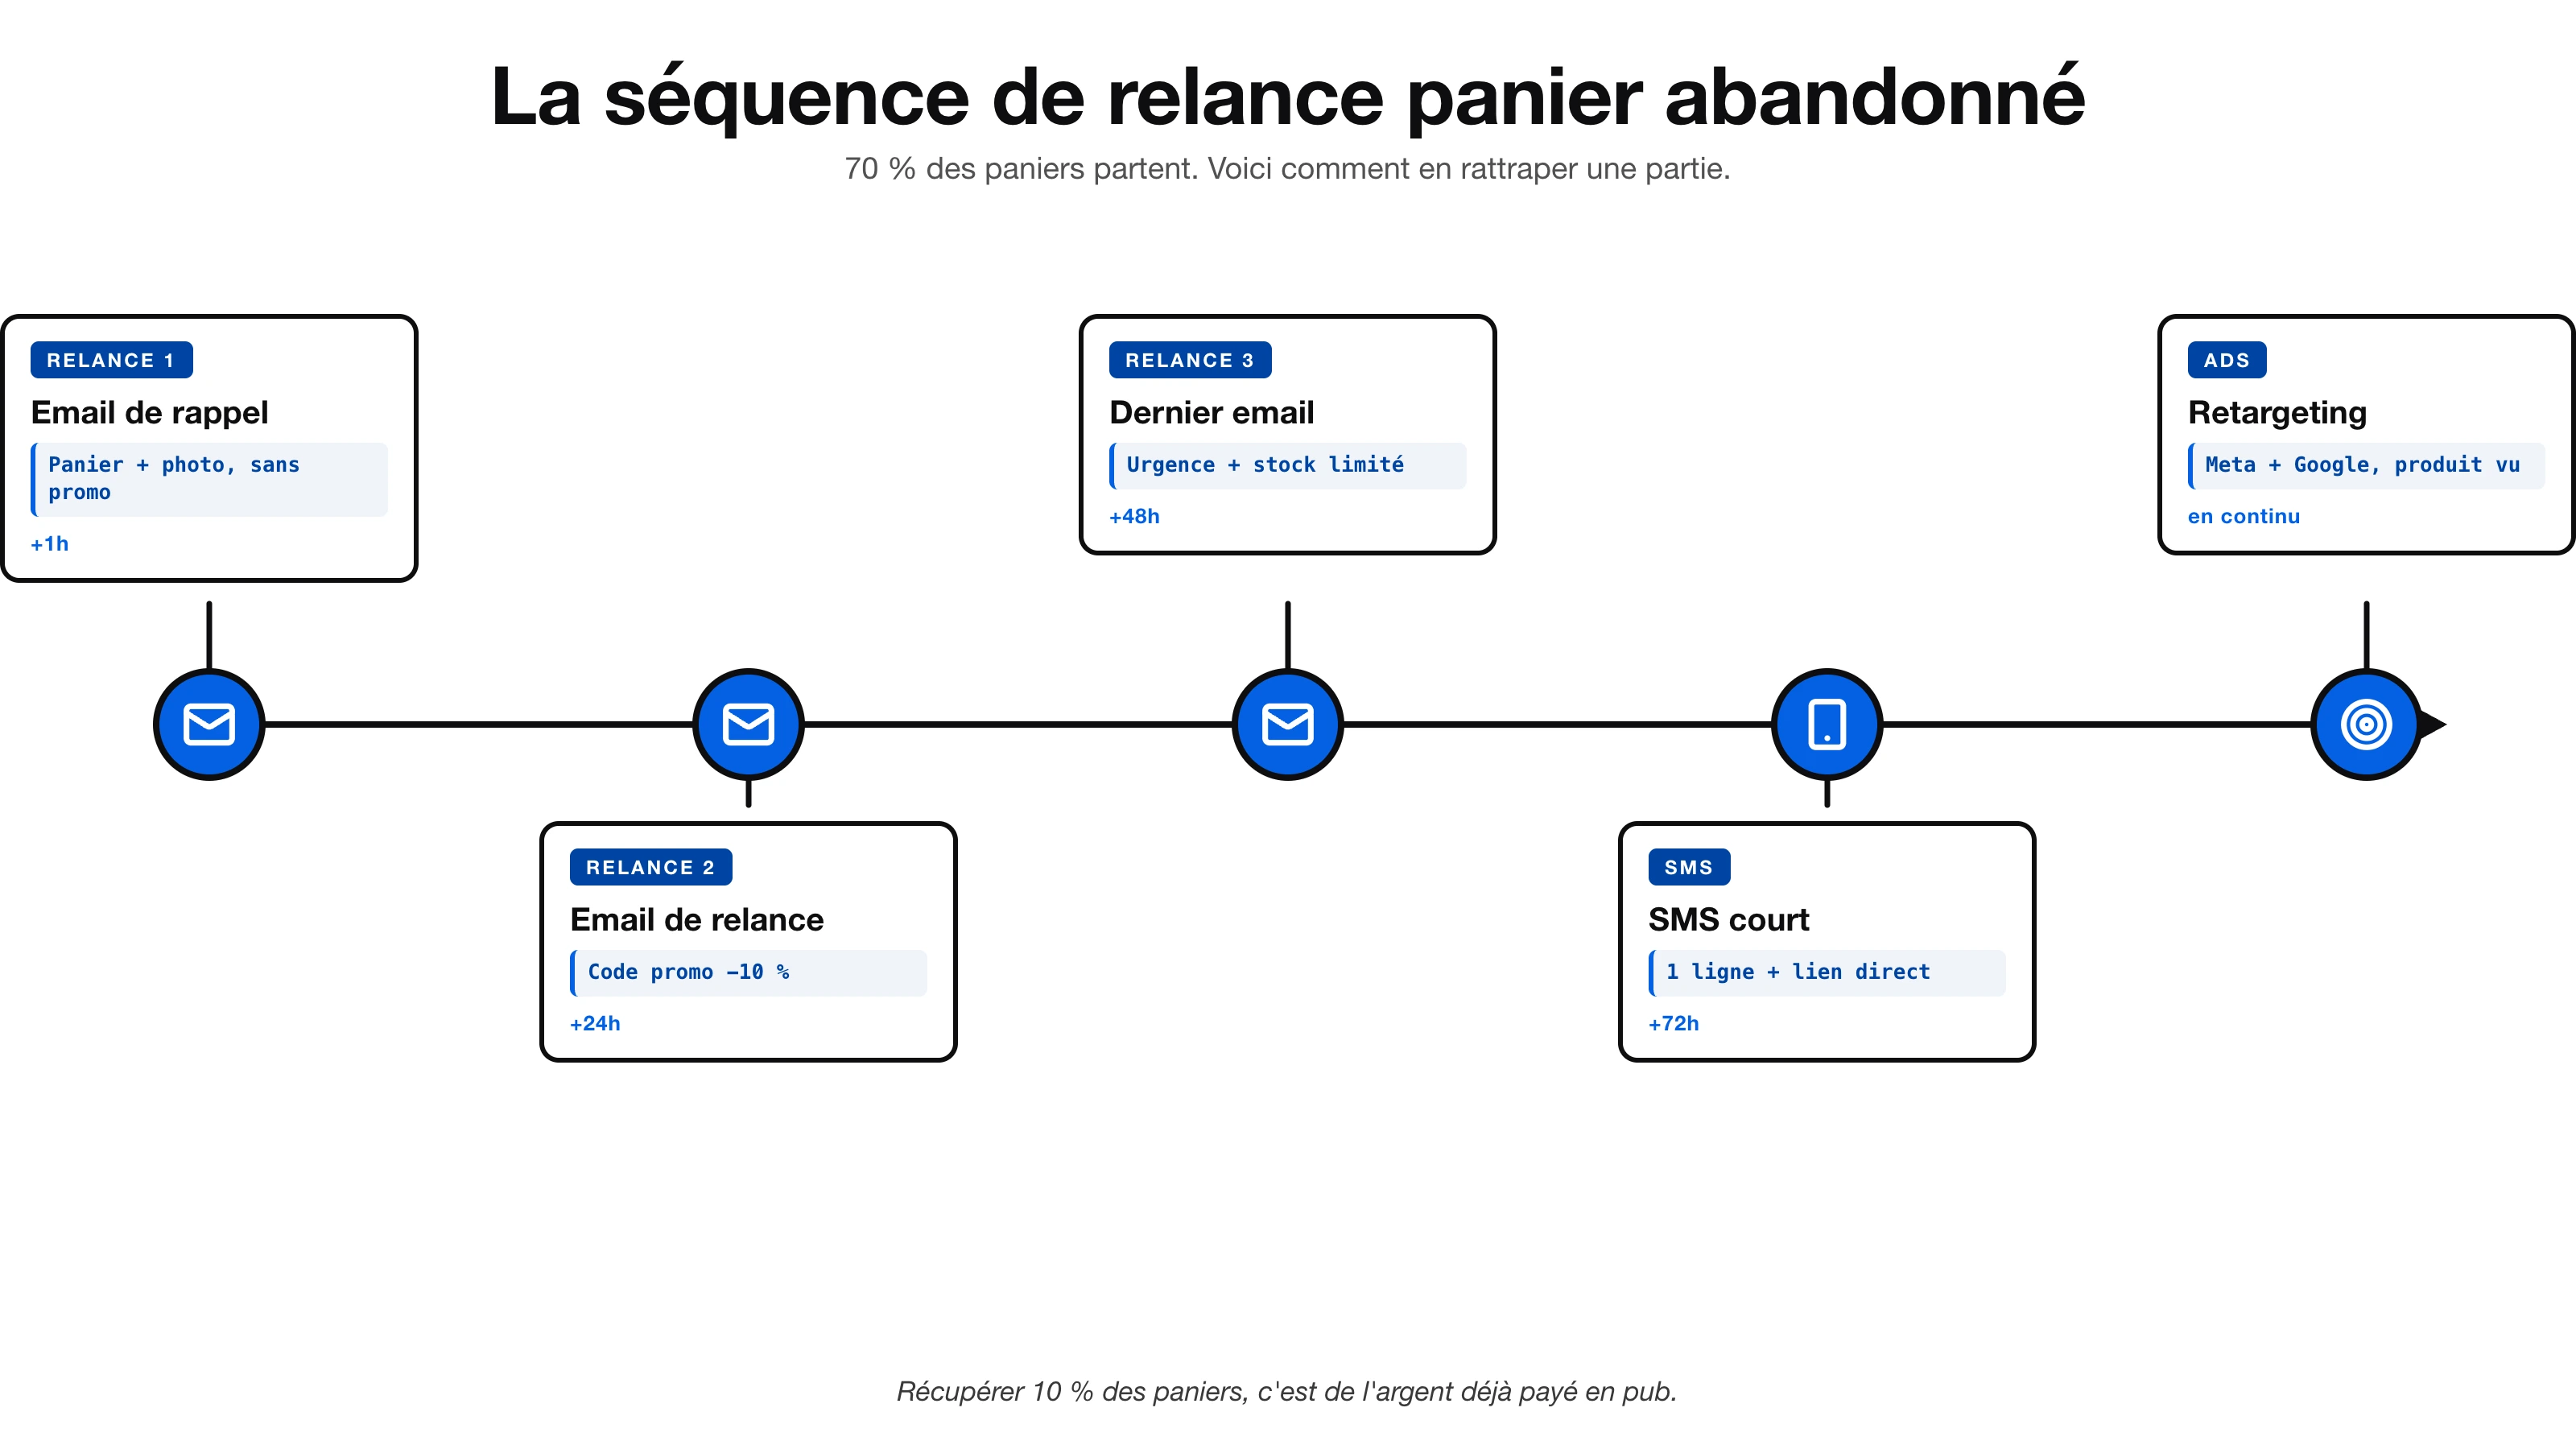 La séquence de relance panier abandonné
70 % des paniers partent. Voici comment en rattraper une partie.
RELANCE 1
Email de rappel
Panier + photo, sans
promo
+1h
RELANCE 2
Email de relance
Code promo −10 %
+24h
RELANCE 3
Dernier email
Urgence + stock limité
+48h
SMS
SMS court
1 ligne + lien direct
+72h
ADS
Retargeting
Meta + Google, produit vu
en continu
Récupérer 10 % des paniers, c'est de l'argent déjà payé en pub.